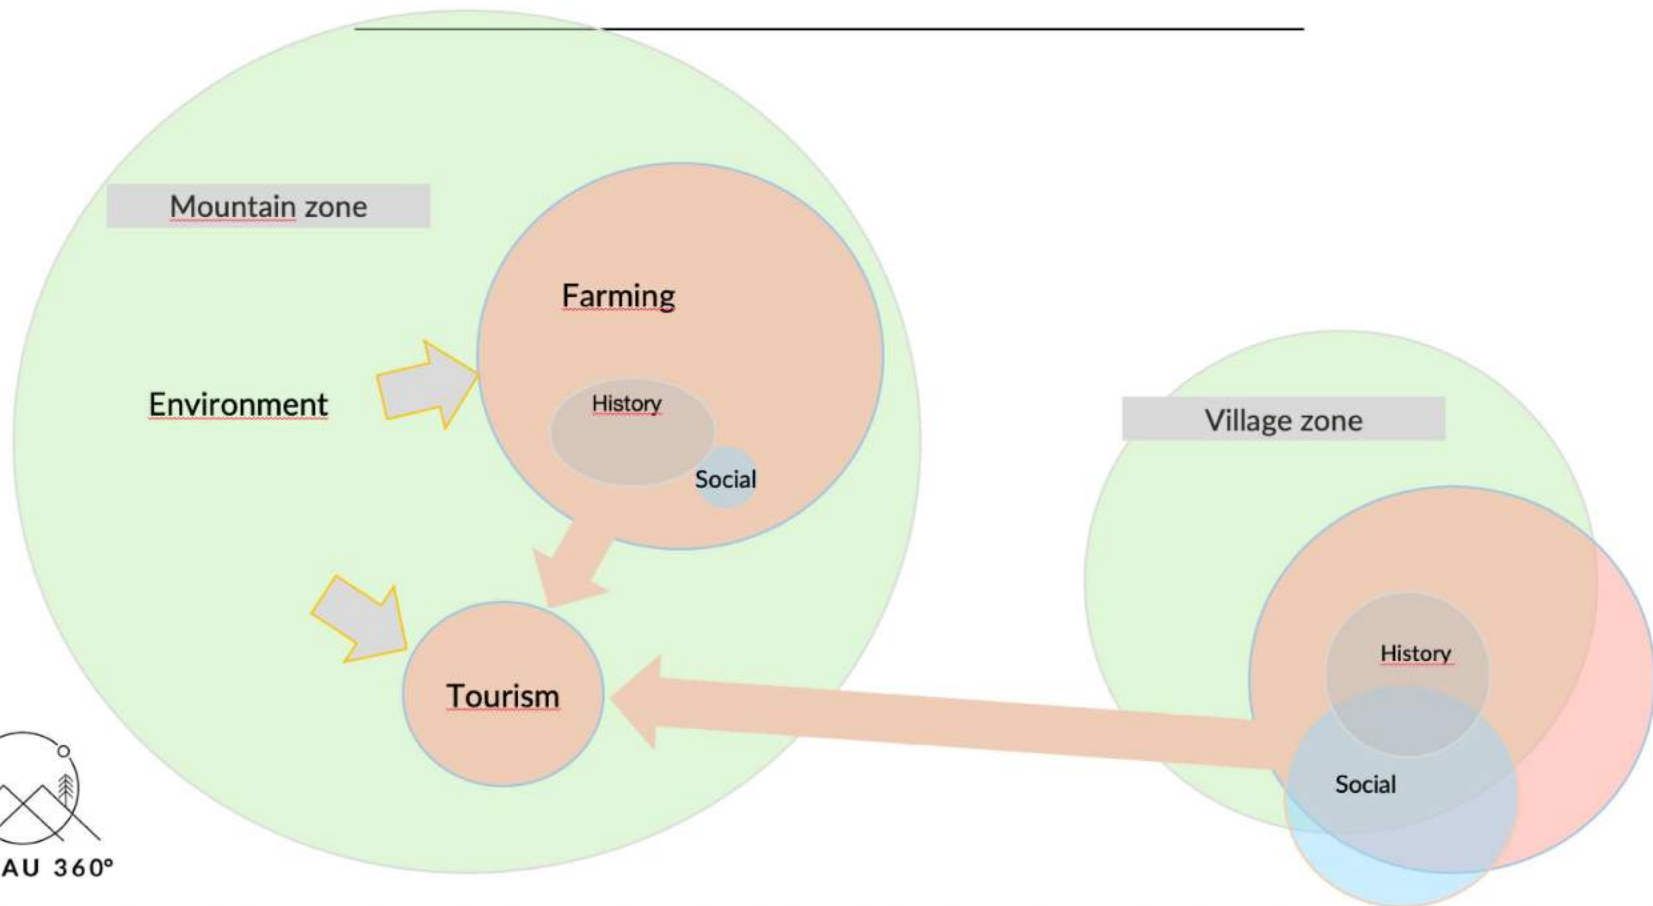 Mountain zone
Farming
Environment
History
Social
Tourism
Village zone
History
Social
AU 360°